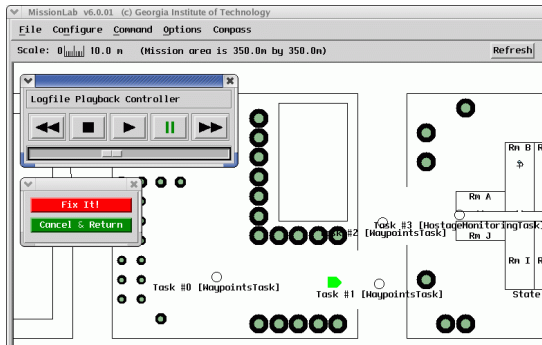 MissionLab v6.0.01 (c) Georgia Institute of Technology
File Configure Command Options Compass
Scale: 0 10.0 m (Mission area is 350.0m by 350.0m)
Refresh
Logfile Playback Controller
Fix It!
Cancel & Return
Rm B R
Rm A
Task #3 [HostageMonitoringTask]
#2 [WaypointsTask]
Rm J
Rm I R
Task #0 [WaypointsTask]
Task #1 [WaypointsTask]
State